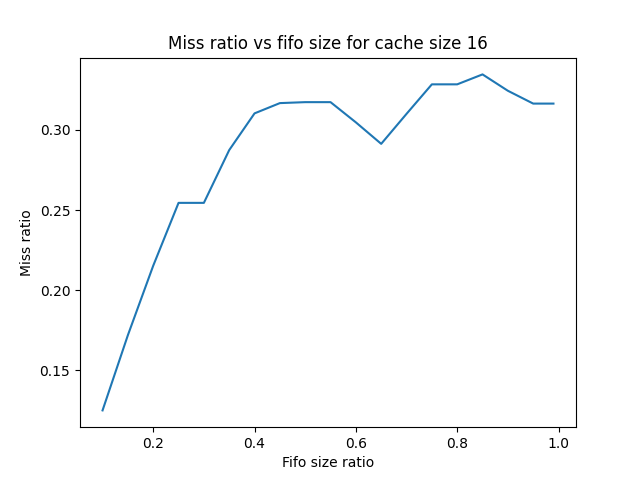 Miss ratio vs fifo size for cache size 16
0.30
0.25
0.20
0.15
Miss ratio
0.2 0.4 0.6 0.8 1.0
Fifo size ratio